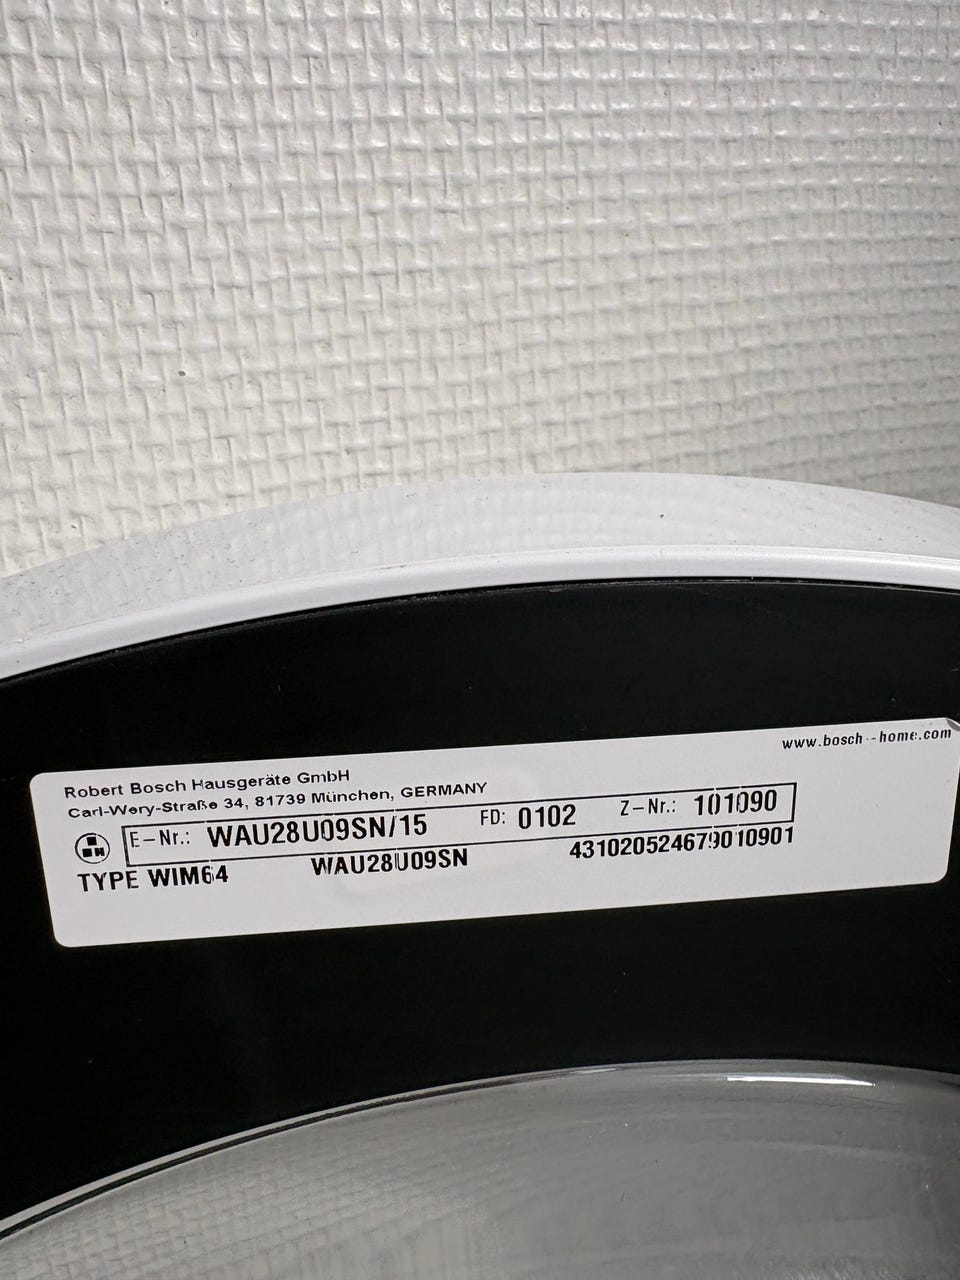 www.bosch-home.com
Robert Bosch Hausgeräte GmbH
Carl-Wery-Straße 34, 81739 München, GERMANY
E-Nr.: WAU28U09SN/15 FD: 0102 Z-Nr.: 101090
TYPE WIM64 WAU28U09SN 431020524679010901